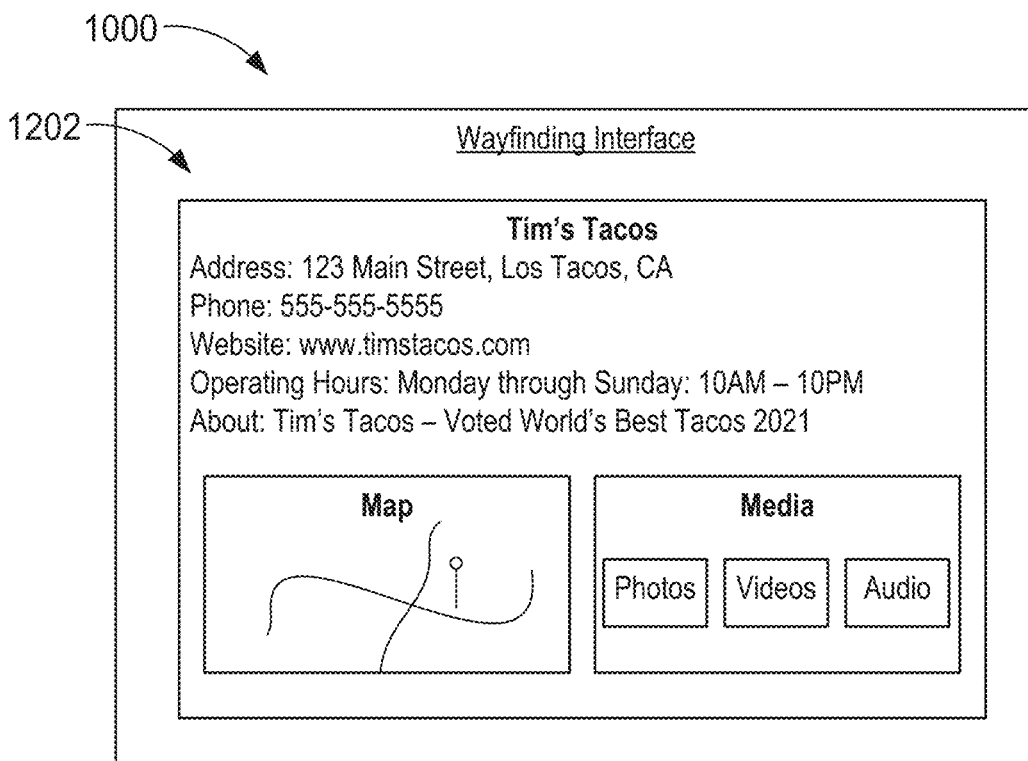 1000
1202
Wayfinding Interface
Tim's Tacos
Address: 123 Main Street, Los Tacos, CA
Phone: 555-555-5555
Website: www.timstacos.com
Operating Hours: Monday through Sunday: 10AM – 10PM
About: Tim's Tacos – Voted World's Best Tacos 2021
Map
Media
Photos
Videos
Audio